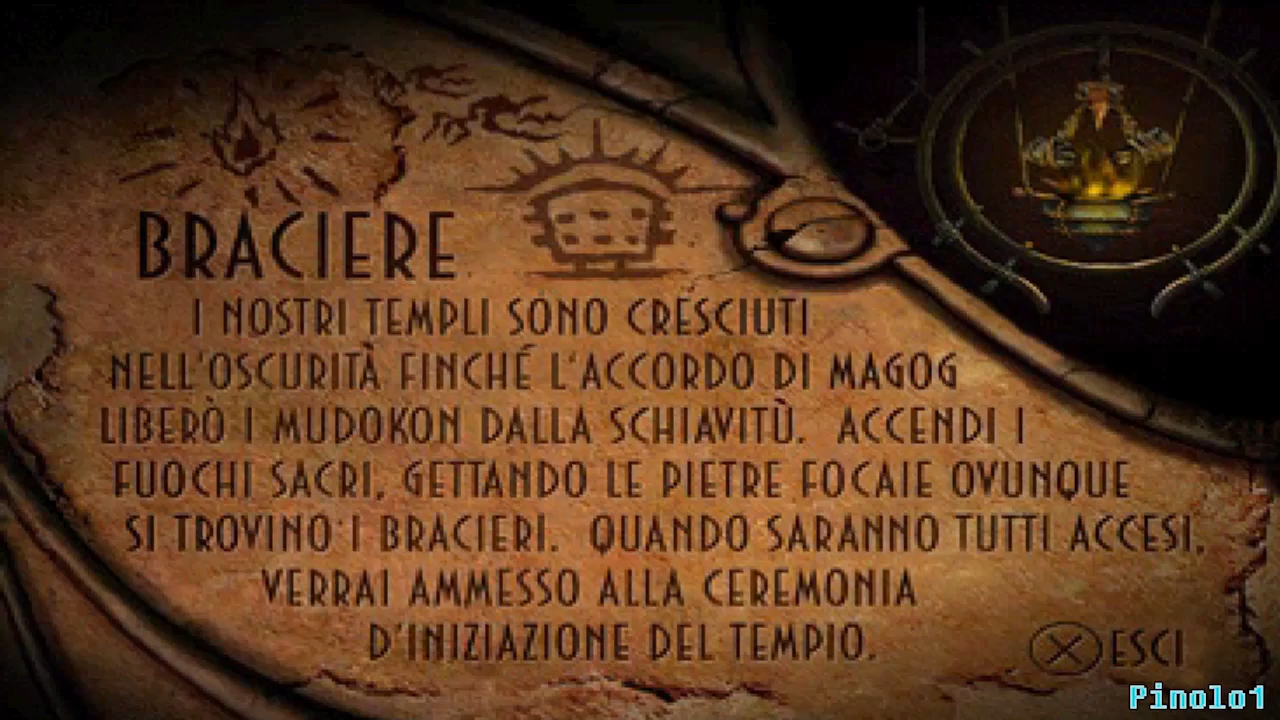 BRACIERE
I NOSTRI TEMPLI SONO CRESCIUTI
NELL'OSCURITÀ FINCHÉ L'ACCORDO DI MAGOG
LIBERÒ I MUDOKON DALLA SCHIAVITÙ. ACCENDI I
FUOCHI SACRI, GETTANDO LE PIETRE FOCAIE OVUNQUE
SI TROVINO I BRACIERI. QUANDO SARANNO TUTTI ACCESI,
VERRAI AMMESSO ALLA CEREMONIA
D'INIZIAZIONE DEL TEMPIO.
X ESCI
Pinolo1